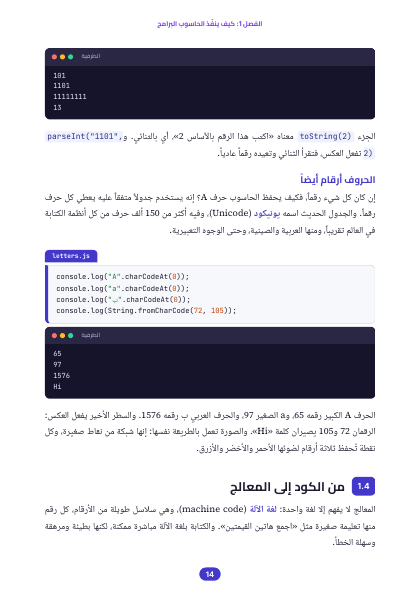 الفصل 1: كيف ينفّذ الحاسوب البرامج
الطرفية
101
1101
11111111
13
الجزء toString(2) معناه «اكتب هذا الرقم بالأساس 2»، أي بالثنائي. و parseInt("1101",
2) تفعل العكس، فتقرأ الثنائي وتعيده رقماً عادياً.
الحروف أرقام أيضاً
إن كان كل شيء رقماً، فكيف يحفظ الحاسوب حرف A؟ إنه يستخدم جدولاً متفقاً عليه يعطي كل حرف
رقماً. والجدول الحديث اسمه يونيكود (Unicode)، وفيه أكثر من 150 ألف حرف من كل أنظمة الكتابة
في العالم تقريباً، ومنها العربية والصينية، وحتى الوجوه التعبيرية.
letters.js
console.log("A".charCodeAt(0));
console.log("a".charCodeAt(0));
console.log("ب".charCodeAt(0));
console.log(String.fromCharCode(72, 105));
الطرفية
65
97
1576
Hi
الحرف A الكبير رقمه 65، وa الصغير 97، والحرف العربي ب رقمه 1576. والسطر الأخير يفعل العكس:
الرقمان 72 و105 يصيران كلمة «Hi». والصورة تعمل بالطريقة نفسها: إنها شبكة من نقاط صغيرة، وكل
نقطة تُحفظ ثلاثة أرقام لضوئها الأحمر والأخضر والأزرق.
1.4 من الكود إلى المعالج
المعالج لا يفهم إلا لغة واحدة: لغة الآلة (machine code)، وهي سلاسل طويلة من الأرقام، كل رقم
منها تعليمة صغيرة مثل «اجمع هاتين القيمتين». والكتابة بلغة الآلة مباشرة ممكنة، لكنها بطيئة ومرهقة
وسهلة الخطأ.
14